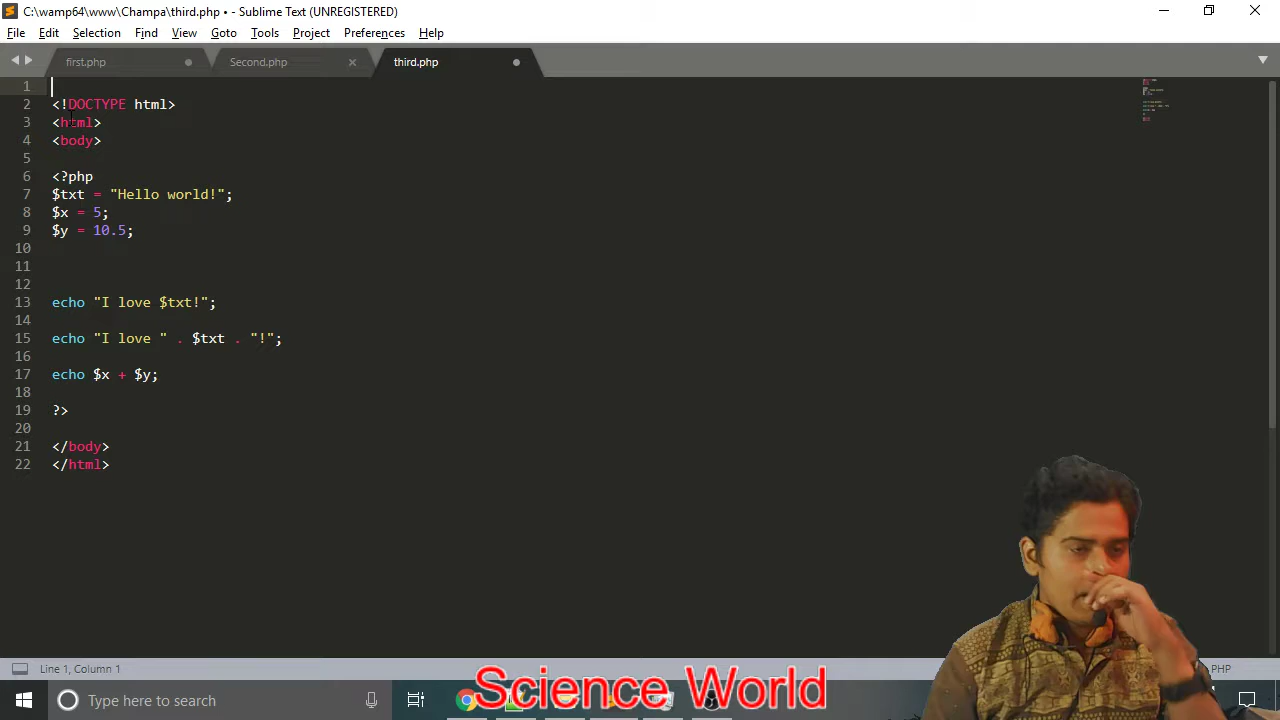 C:\wamp64\www\Champa\third.php • - Sublime Text (UNREGISTERED)
File Edit Selection Find View Goto Tools Project Preferences Help
first.php Second.php third.php
1
2 <!DOCTYPE html>
3 <html>
4 <body>
5
6 <?php
7 $txt = "Hello world!";
8 $x = 5;
9 $y = 10.5;
10
11
12
13 echo "I love $txt!";
14
15 echo "I love " . $txt . "!";
16
17 echo $x + $y;
18
19 ?>
20
21 </body>
22 </html>
Line 1, Column 1 PHP
Type here to search
Science World